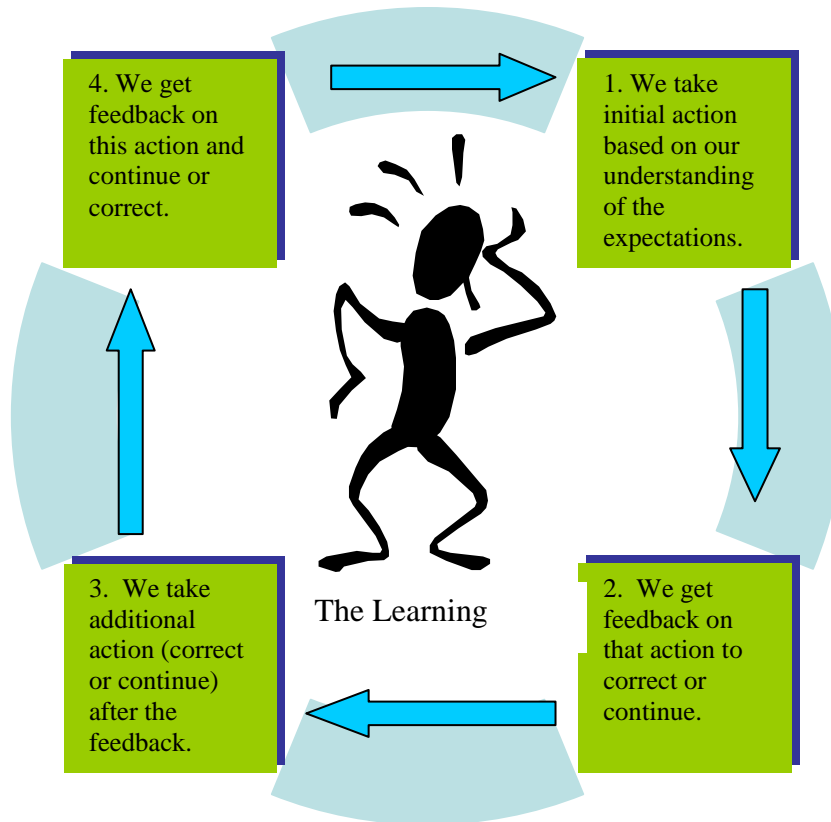 4. We get
feedback on
this action and
continue or
correct.
1. We take
initial action
based on our
understanding
of the
expectations.
The Learning
3.  We take
additional
action (correct
or continue)
after the
feedback.
2.  We get
feedback on
that action to
correct or
continue.